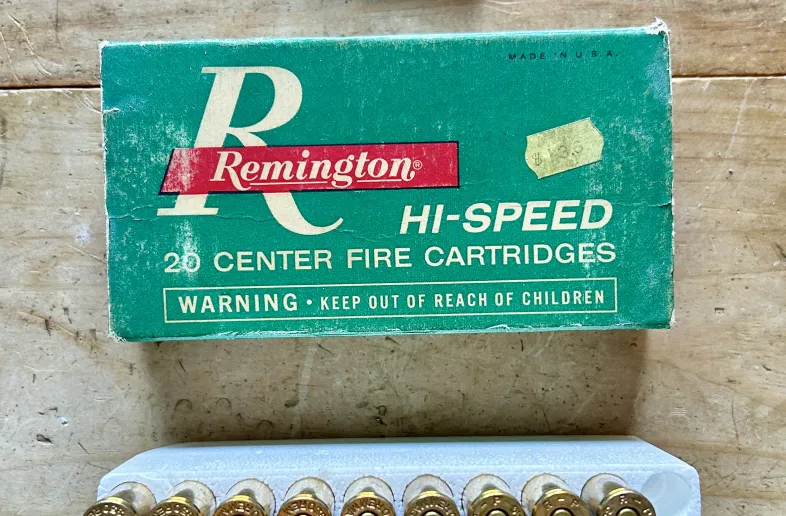 MADE IN U.S.A.
R
Remington®
HI-SPEED
20 CENTER FIRE CARTRIDGES
WARNING • KEEP OUT OF REACH OF CHILDREN